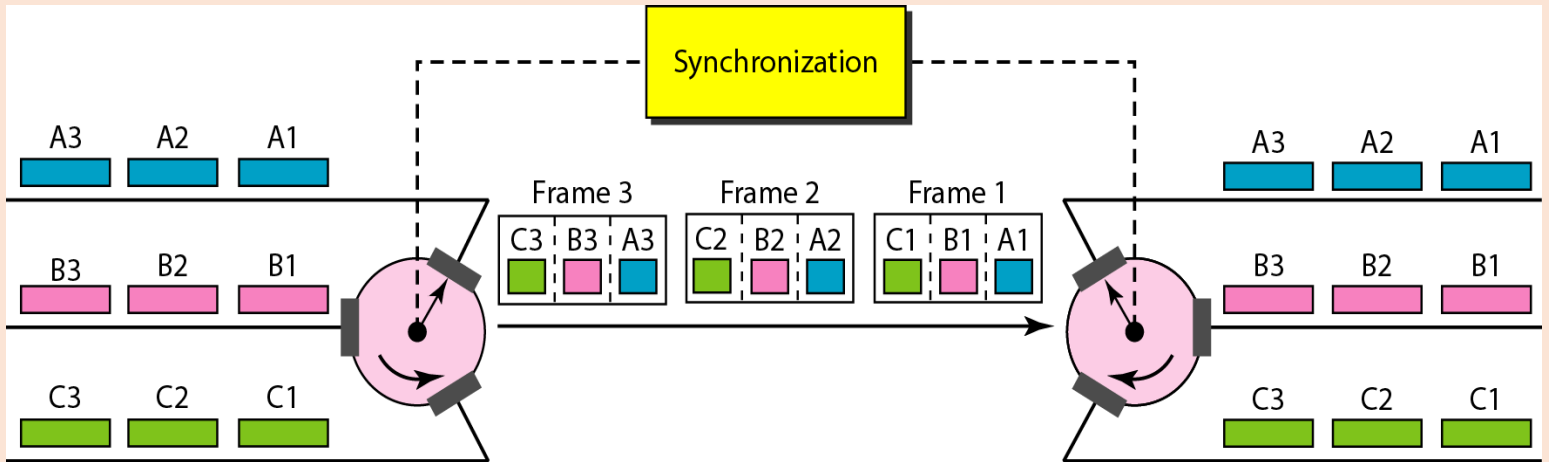 Synchronization
A3 A2 A1
A3 A2 A1
Frame 3 Frame 2 Frame 1
C3 B3 A3 C2 B2 A2 C1 B1 A1
B3 B2 B1
B3 B2 B1
C3 C2 C1
C3 C2 C1